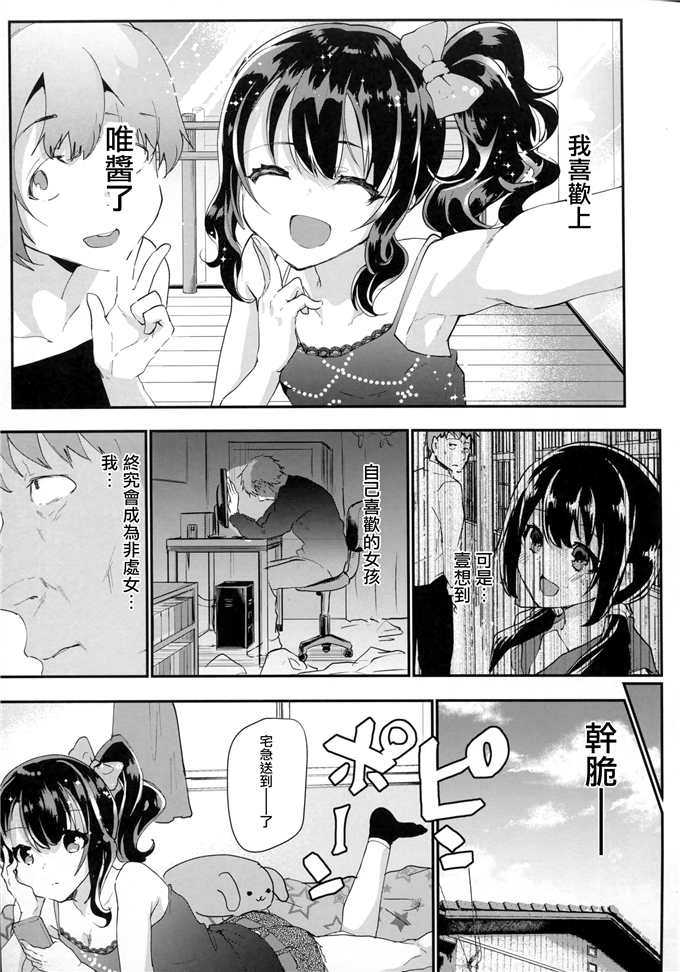 我喜歡上
唯醬了
可是…
壹想到
自己喜歡的女孩
終究會成為非處女…
我…
幹脆──
ピンポーン
宅急送到──了